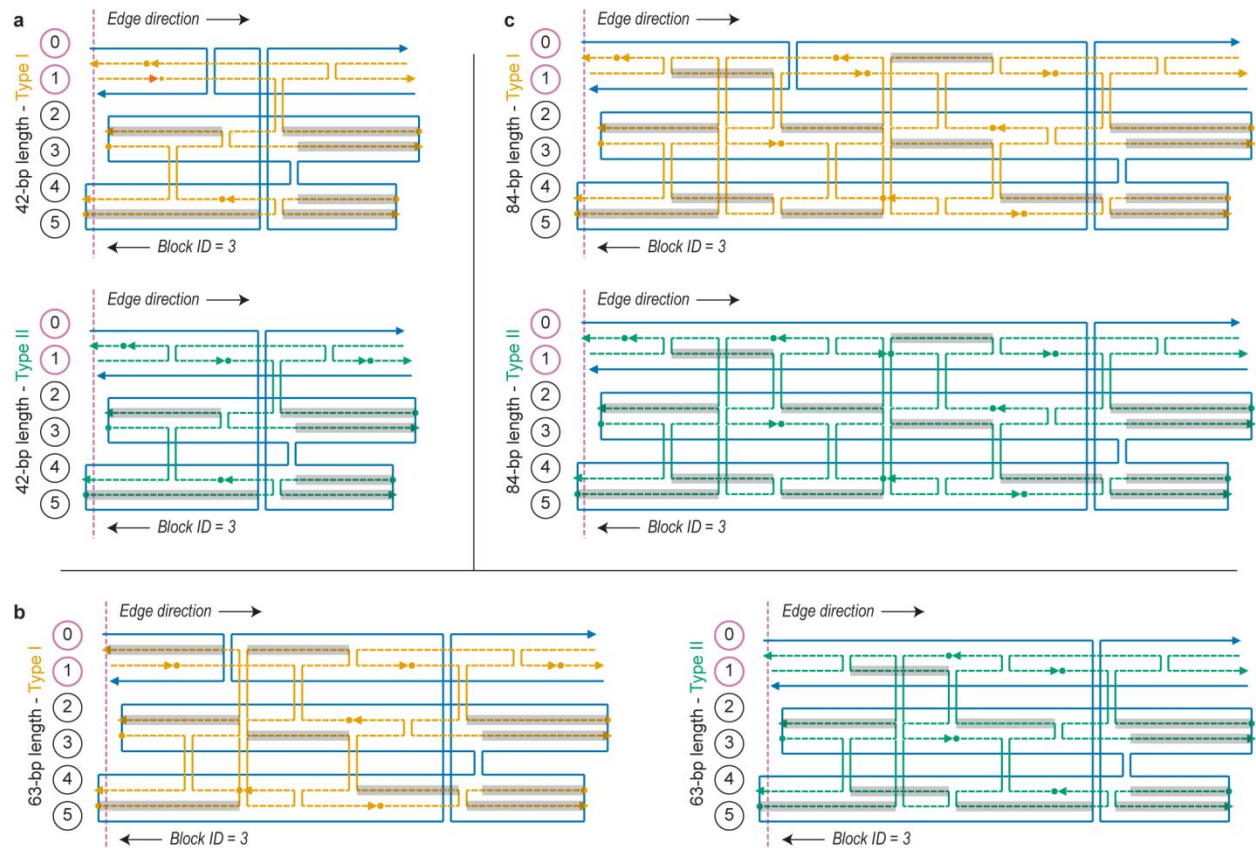 a
Edge direction
42-bp length - Type I
0
1
2
3
4
5
Block ID = 3
Edge direction
42-bp length - Type II
0
1
2
3
4
5
Block ID = 3
c
Edge direction
84-bp length - Type I
0
1
2
3
4
5
Block ID = 3
Edge direction
84-bp length - Type II
0
1
2
3
4
5
Block ID = 3
b
Edge direction
63-bp length - Type I
0
1
2
3
4
5
Block ID = 3
Edge direction
63-bp length - Type II
0
1
2
3
4
5
Block ID = 3